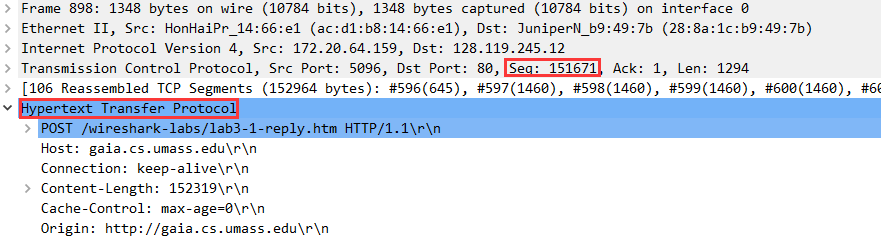 Frame 898: 1348 bytes on wire (10784 bits), 1348 bytes captured (10784 bits) on interface 0
Ethernet II, Src: HonHaiPr_14:66:e1 (ac:d1:b8:14:66:e1), Dst: JuniperN_b9:49:7b (28:8a:1c:b9:49:7b)
Internet Protocol Version 4, Src: 172.20.64.159, Dst: 128.119.245.12
Transmission Control Protocol, Src Port: 5096, Dst Port: 80, Seq: 151671, Ack: 1, Len: 1294
[106 Reassembled TCP Segments (152964 bytes): #596(645), #597(1460), #598(1460), #599(1460), #600(1460), #60
Hypertext Transfer Protocol
POST /wireshark-labs/lab3-1-reply.htm HTTP/1.1\r\n
Host: gaia.cs.umass.edu\r\n
Connection: keep-alive\r\n
Content-Length: 152319\r\n
Cache-Control: max-age=0\r\n
Origin: http://gaia.cs.umass.edu\r\n